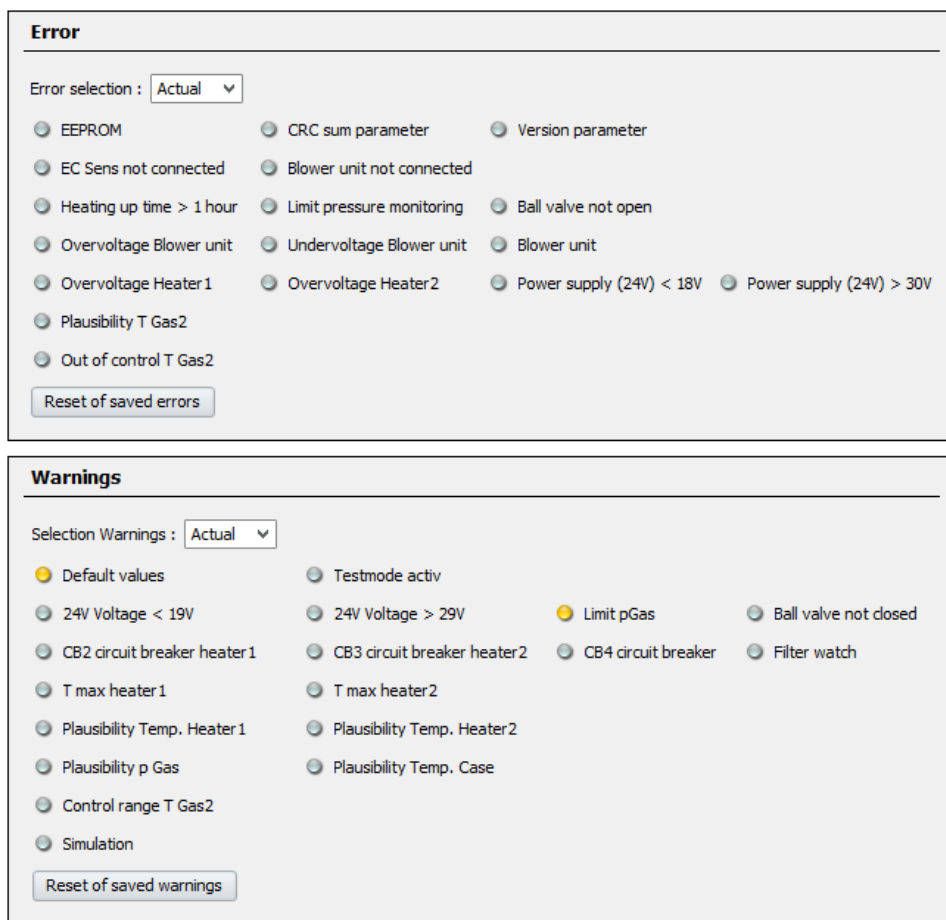 Error
Error selection : Actual
EEPROM CRC sum parameter Version parameter
EC Sens not connected Blower unit not connected
Heating up time > 1 hour Limit pressure monitoring Ball valve not open
Overvoltage Blower unit Undervoltage Blower unit Blower unit
Overvoltage Heater1 Overvoltage Heater2 Power supply (24V) < 18V Power supply (24V) > 30V
Plausibility T Gas2
Out of control T Gas2
Reset of saved errors
Warnings
Selection Warnings : Actual
Default values Testmode activ
24V Voltage < 19V 24V Voltage > 29V Limit pGas Ball valve not closed
CB2 circuit breaker heater1 CB3 circuit breaker heater2 CB4 circuit breaker Filter watch
T max heater1 T max heater2
Plausibility Temp. Heater1 Plausibility Temp. Heater2
Plausibility p Gas Plausibility Temp. Case
Control range T Gas2
Simulation
Reset of saved warnings